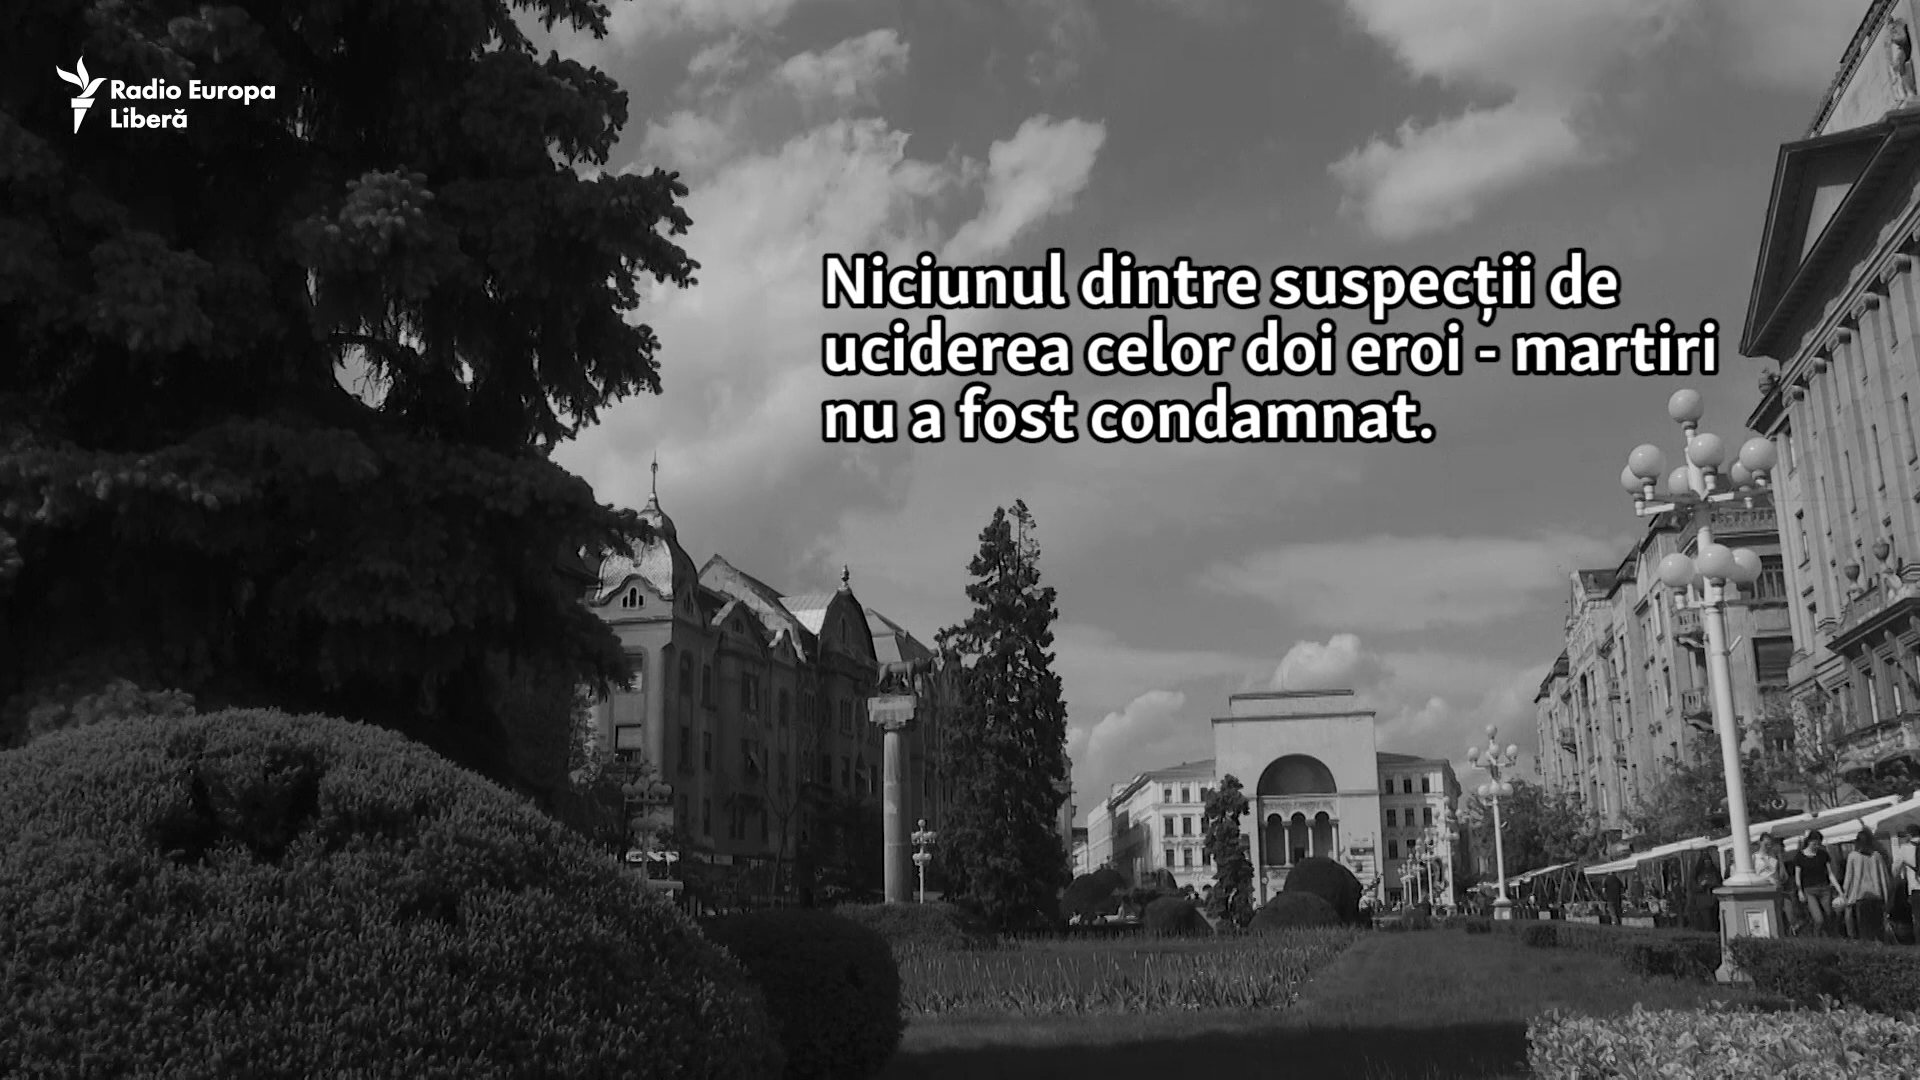 Radio Europa
Liberă
Niciunul dintre suspecții de
uciderea celor doi eroi - martiri
nu a fost condamnat.